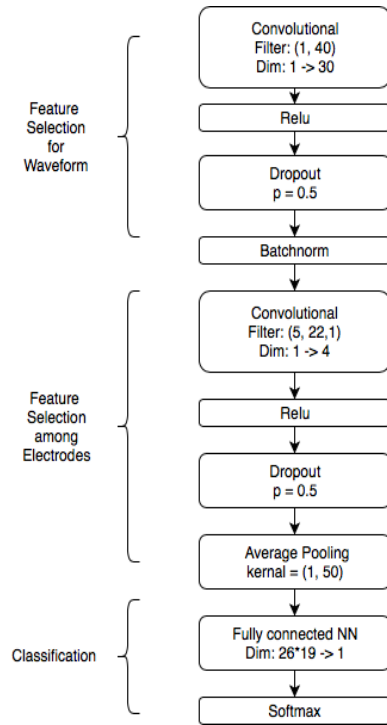 Convolutional
Filter: (1, 40)
Dim: 1 -> 30
Feature
Selection
for
Waveform
Relu
Dropout
p = 0.5
Batchnorm
Convolutional
Filter: (5, 22,1)
Dim: 1 -> 4
Feature
Selection
among
Electrodes
Relu
Dropout
p = 0.5
Average Pooling
kernal = (1, 50)
Classification
Fully connected NN
Dim: 26*19 -> 1
Softmax